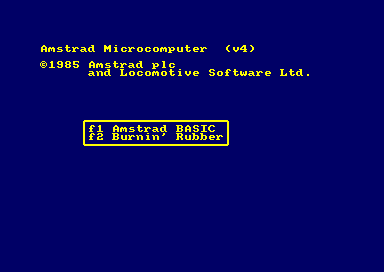 Amstrad Microcomputer  (v4)
©1985 Amstrad plc
and Locomotive Software Ltd.
f1 Amstrad BASIC
f2 Burnin' Rubber